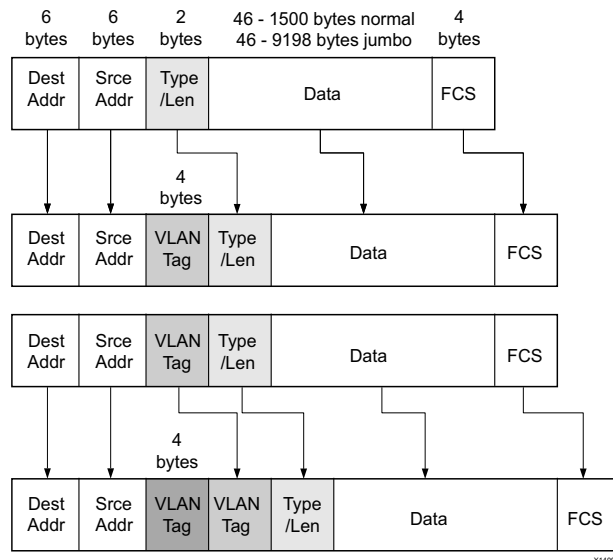 6 bytes
6 bytes
2 bytes
46 - 1500 bytes normal
46 - 9198 bytes jumbo
4 bytes
Dest Addr
Srce Addr
Type /Len
Data
FCS
4 bytes
Dest Addr
Srce Addr
VLAN Tag
Type /Len
Data
FCS
Dest Addr
Srce Addr
VLAN Tag
Type /Len
Data
FCS
4 bytes
Dest Addr
Srce Addr
VLAN Tag
VLAN Tag
Type /Len
Data
FCS